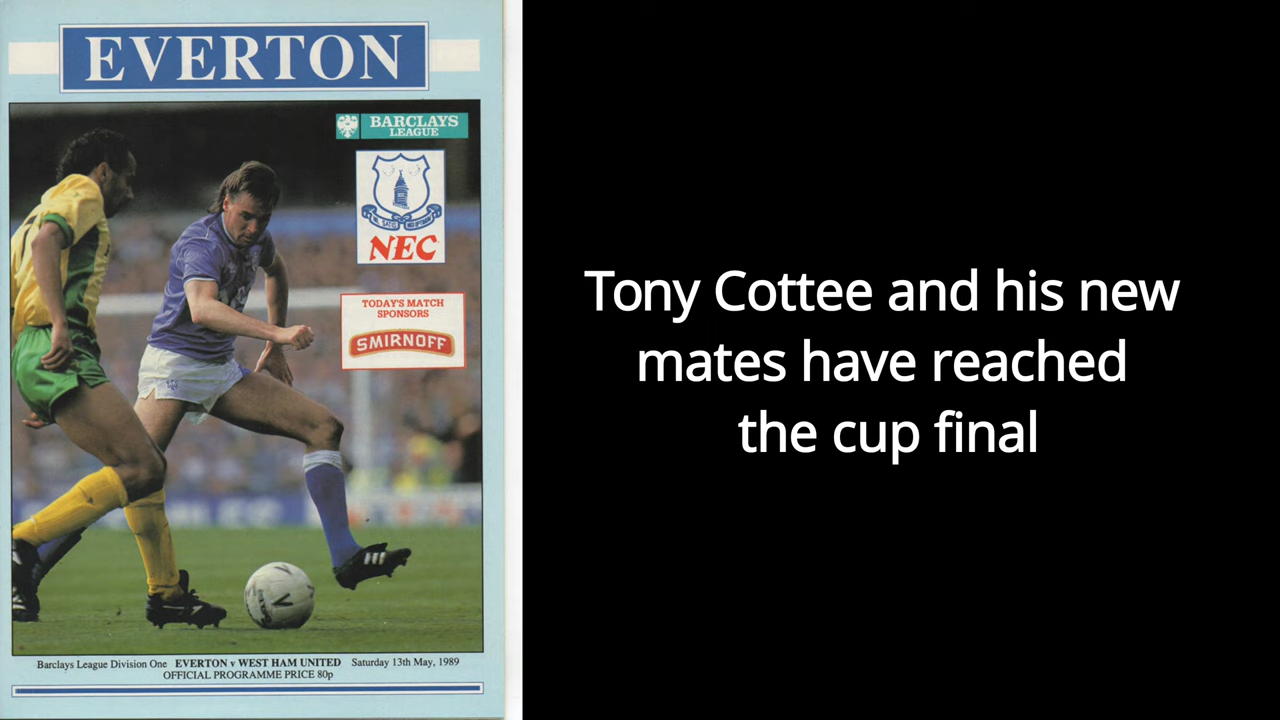 EVERTON
BARCLAYS
LEAGUE
NEC
TODAY'S MATCH
SPONSORS
SMIRNOFF
Barclays League Division One EVERTON v WEST HAM UNITED Saturday 13th May, 1989
OFFICIAL PROGRAMME PRICE 80p
Tony Cottee and his new
mates have reached
the cup final